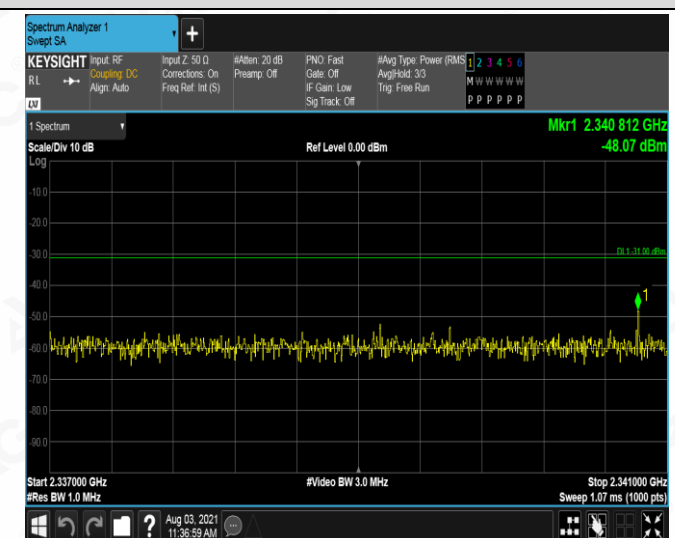 Spectrum Analyzer 1
Swept SA
+
KEYSIGHT
RL
LXI
Input: RF
Coupling: DC
Align: Auto
Input Z: 50 Ω
Corrections: On
Freq Ref: Int (S)
#Atten: 20 dB
Preamp: Off
PNO: Fast
Gate: Off
IF Gain: Low
Sig Track: Off
#Avg Type: Power (RMS
Avg|Hold: 3/3
Trig: Free Run
1 2 3 4 5 6
M W W W W W
P P P P P P
1 Spectrum
Mkr1 2.340 812 GHz
-48.07 dBm
Scale/Div 10 dB
Ref Level 0.00 dBm
Log
-10.0
-20.0
-30.0
DL1 -31.00 dBm
-40.0
1
-50.0
-60.0
-70.0
-80.0
-90.0
Start 2.337000 GHz
#Video BW 3.0 MHz
Stop 2.341000 GHz
#Res BW 1.0 MHz
Sweep 1.07 ms (1000 pts)
?
Aug 03, 2021
11:36:59 AM